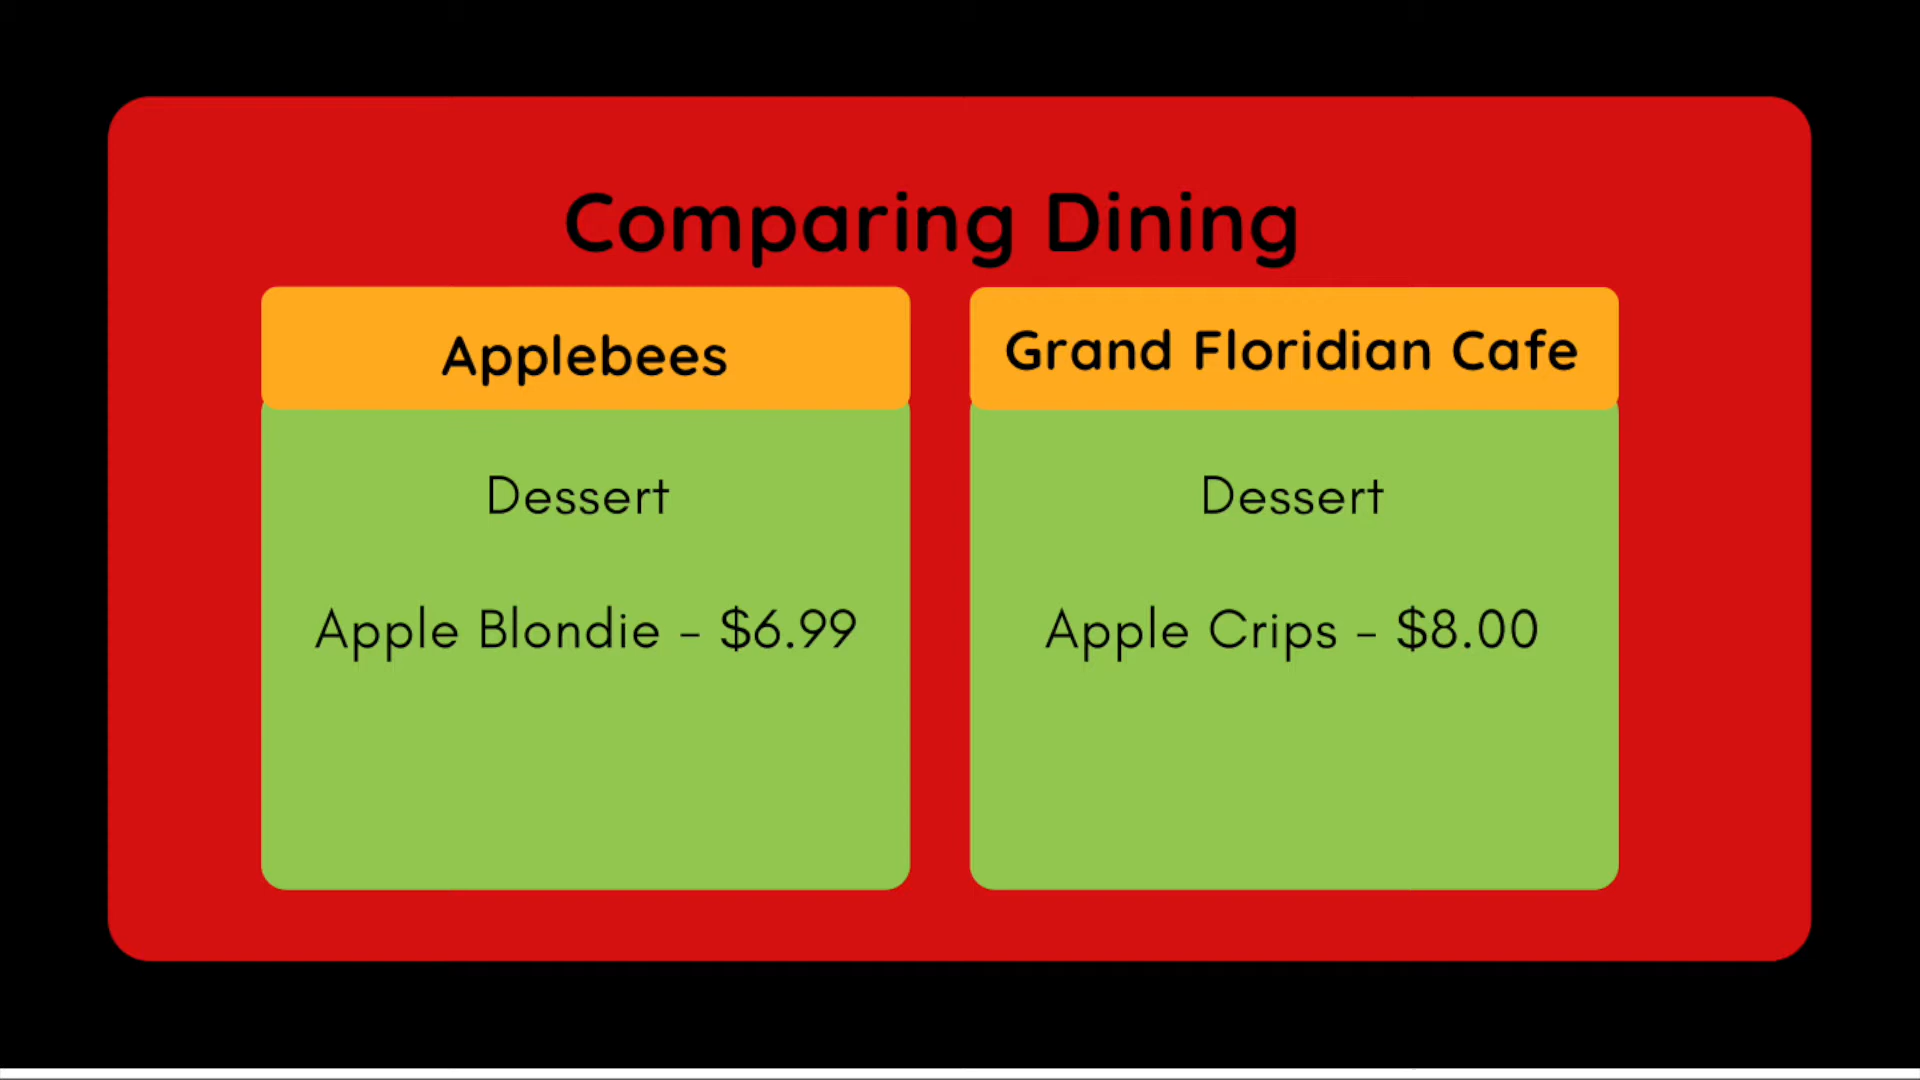 Comparing Dining
Applebees
Dessert
Apple Blondie - $6.99
Grand Floridian Cafe
Dessert
Apple Crips - $8.00